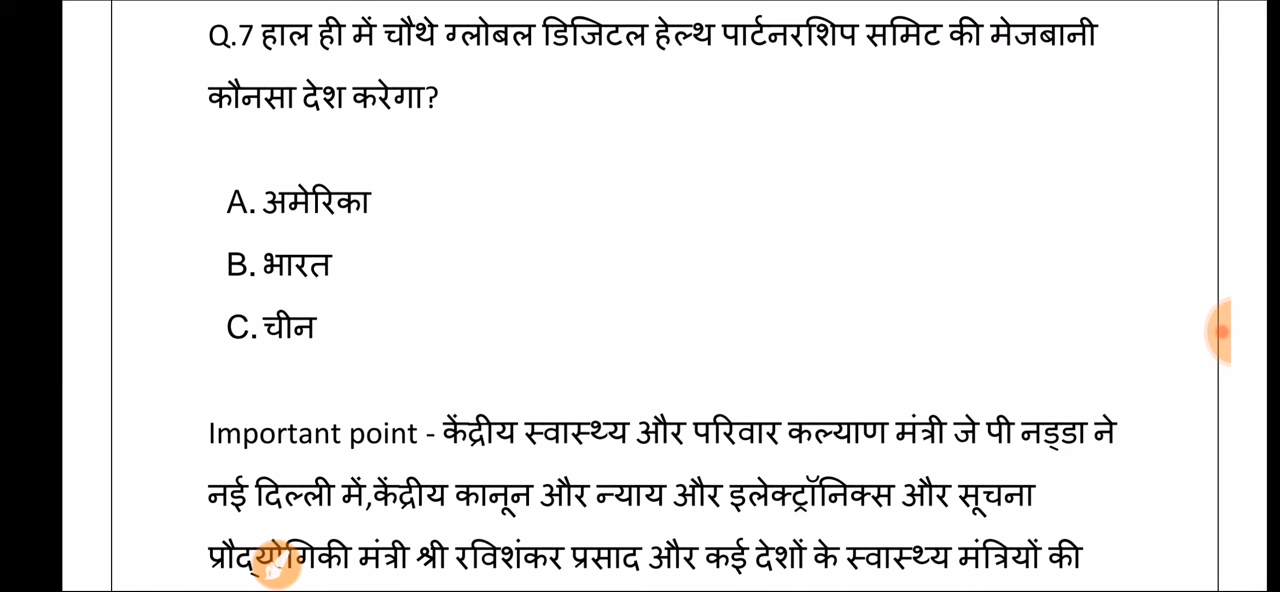 Q.7 हाल ही में चौथे ग्लोबल डिजिटल हेल्थ पार्टनरशिप समिट की मेजबानी
कौनसा देश करेगा?
A. अमेरिका
B. भारत
C. चीन
Important point - केंद्रीय स्वास्थ्य और परिवार कल्याण मंत्री जे पी नड्डा ने
नई दिल्ली में,केंद्रीय कानून और न्याय और इलेक्ट्रॉनिक्स और सूचना
प्रौद्योगिकी मंत्री श्री रविशंकर प्रसाद और कई देशों के स्वास्थ्य मंत्रियों की